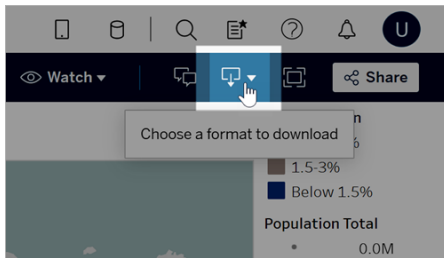 U
Watch
Share
Choose a format to download
1.5-3%
Below 1.5%
Population Total
0.0M